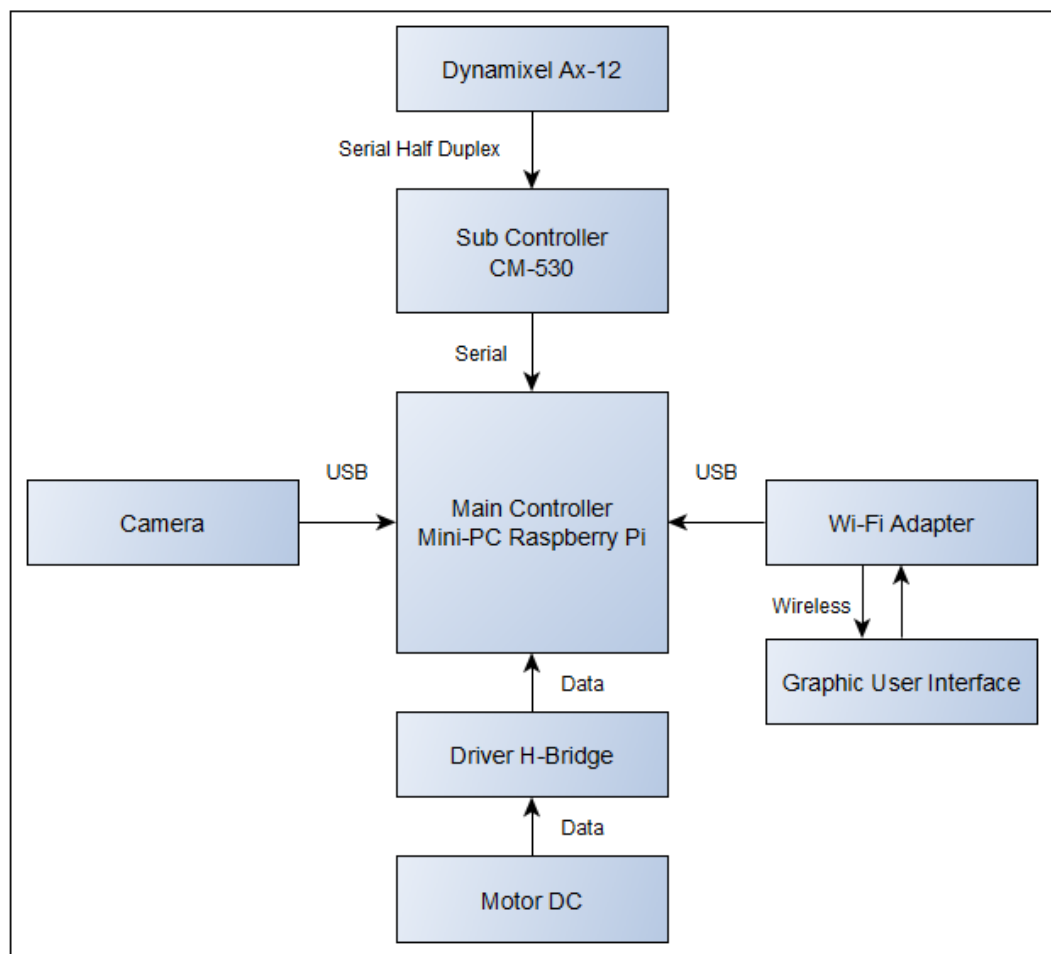 Dynamixel Ax-12
Serial Half Duplex
Sub Controller
CM-530
Serial
USB
USB
Camera
Main Controller
Mini-PC Raspberry Pi
Wi-Fi Adapter
Wireless
Graphic User Interface
Data
Driver H-Bridge
Data
Motor DC